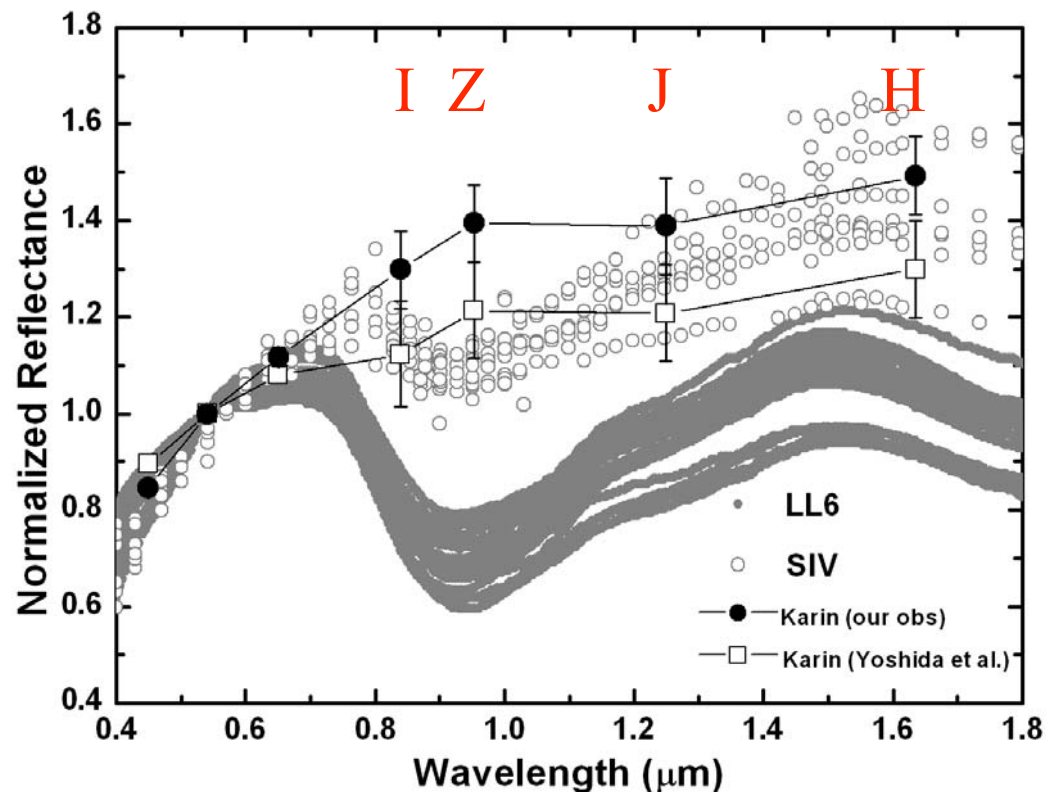 1.8
1.6
1.4
1.2
1.0
0.8
0.6
0.4
Normalized Reflectance
I Z J H
LL6
SIV
Karin (our obs)
Karin (Yoshida et al.)
0.4 0.6 0.8 1.0 1.2 1.4 1.6 1.8
Wavelength (μm)